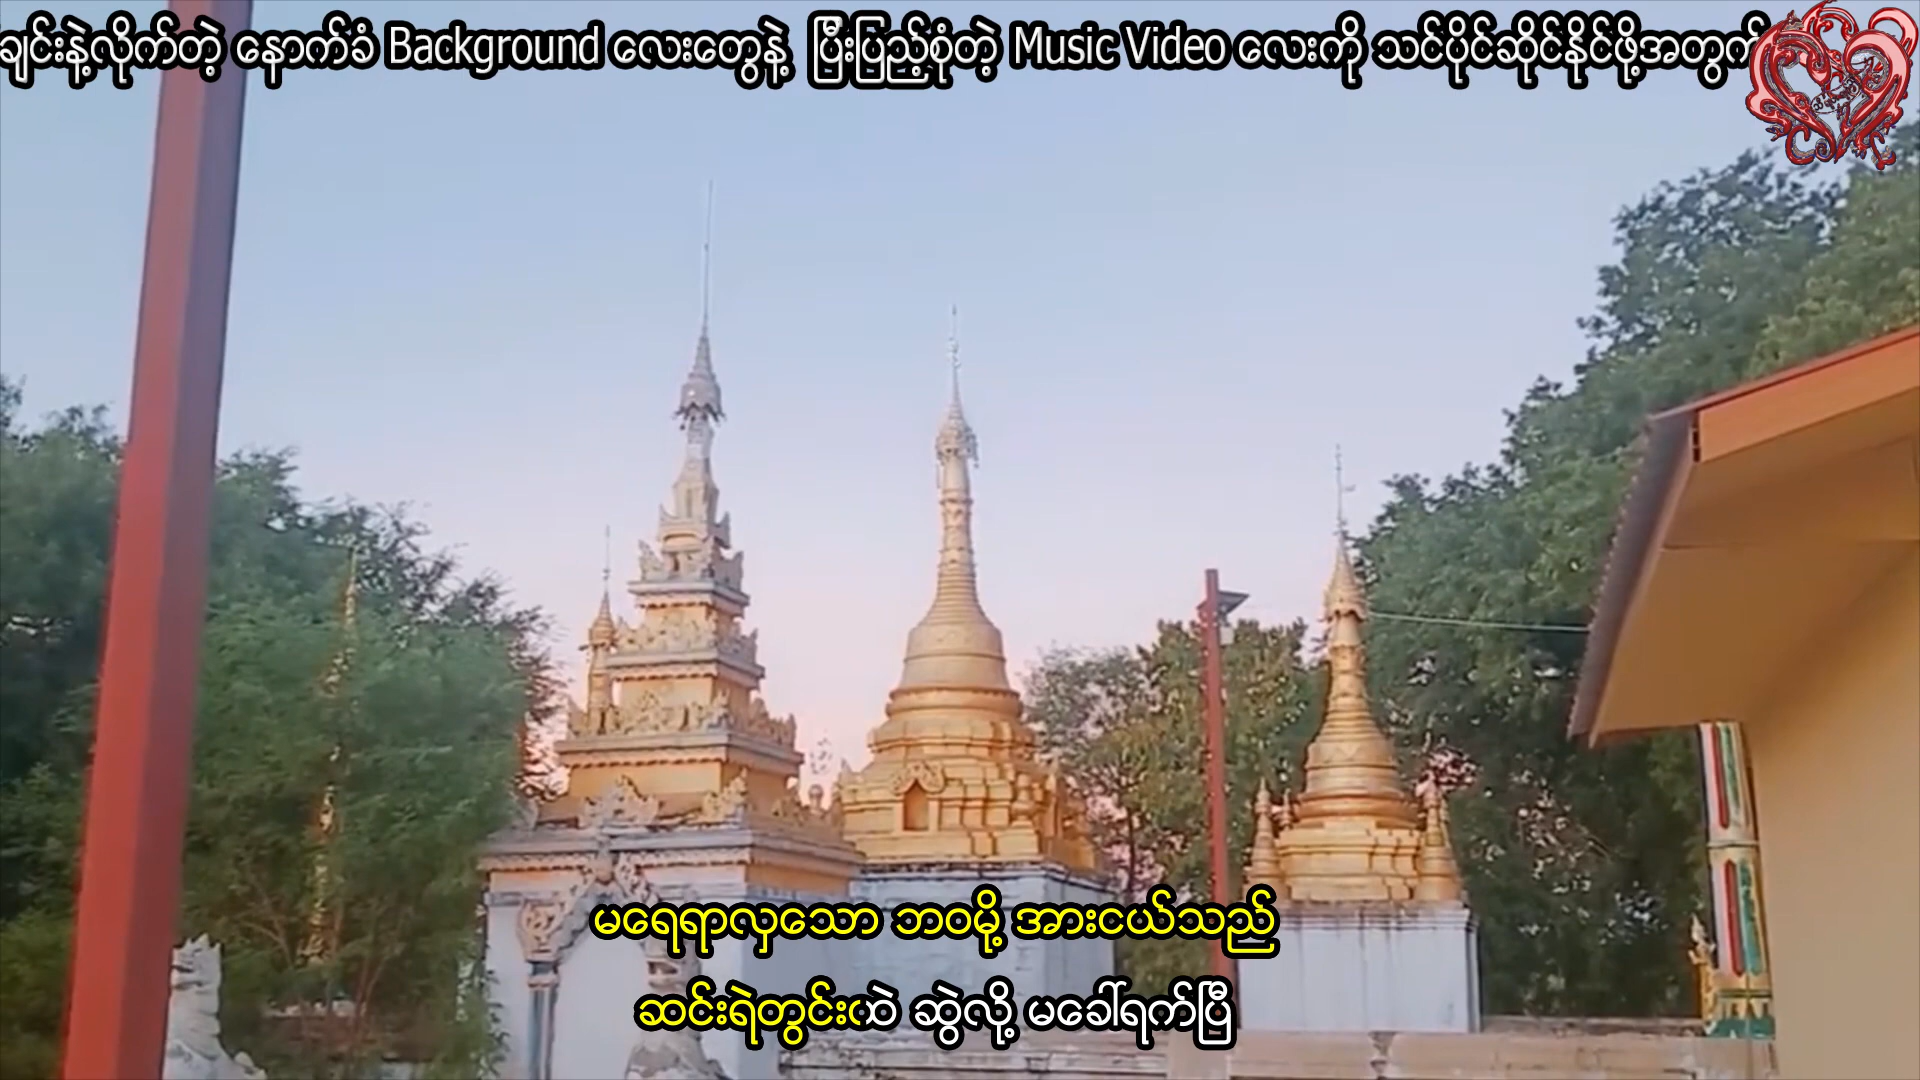 ချင်းနဲ့လိုက်တဲ့ နောက်ခံ Background လေးတွေနဲ့ ပြီးပြည့်စုံတဲ့ Music Video လေးကို သင်ပိုင်ဆိုင်နိုင်ဖို့အတွက်
မရေရာလှသော ဘဝမို့ အားငယ်သည်
ဆင်းရဲတွင်းထဲ ဆွဲလို့ မခေါ်ရက်ပြီ